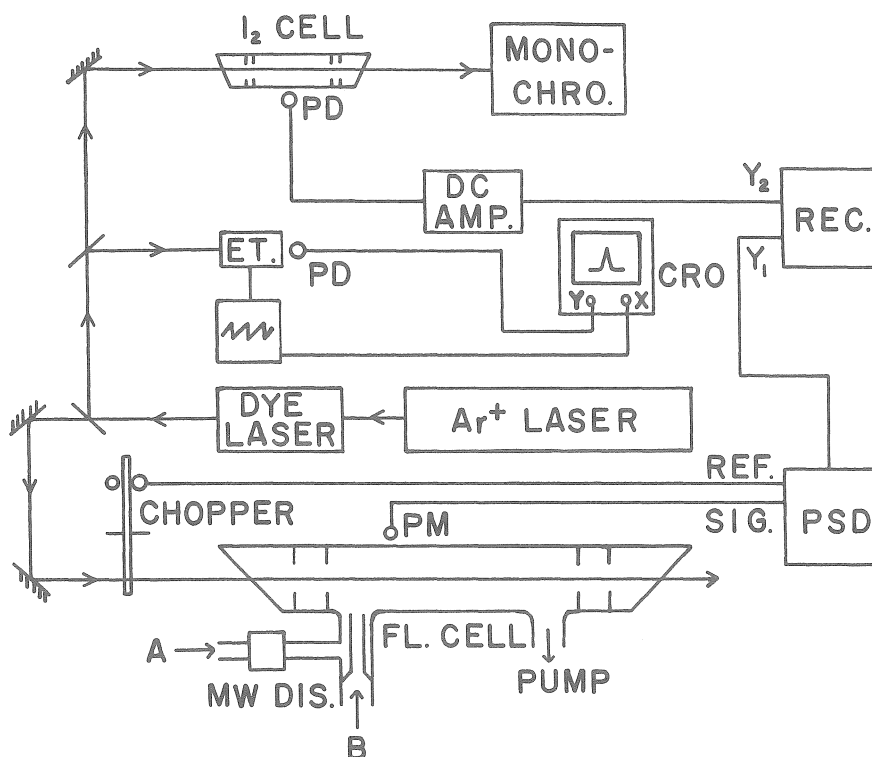 I₂ CELL
MONO-
CHRO.
PD
DC
AMP.
Y₂
REC.
Y₁
ET.
PD
CRO
Y
X
DYE
LASER
Ar⁺ LASER
REF.
CHOPPER
PM
SIG.
PSD
A
FL. CELL
MW DIS.
PUMP
B